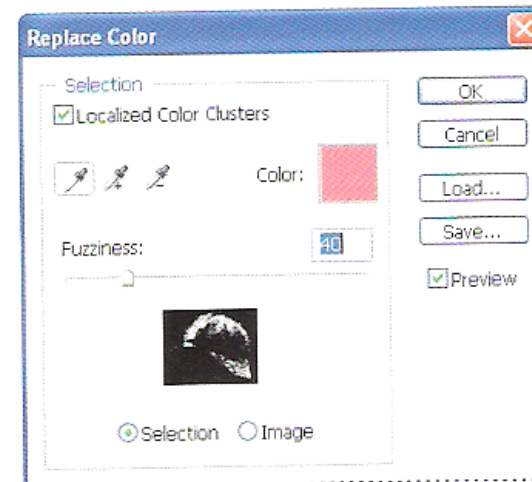 Replace Color
Selection
Localized Color Clusters
Color:
Fuzziness:
40
Selection
Image
OK
Cancel
Load...
Save...
Preview